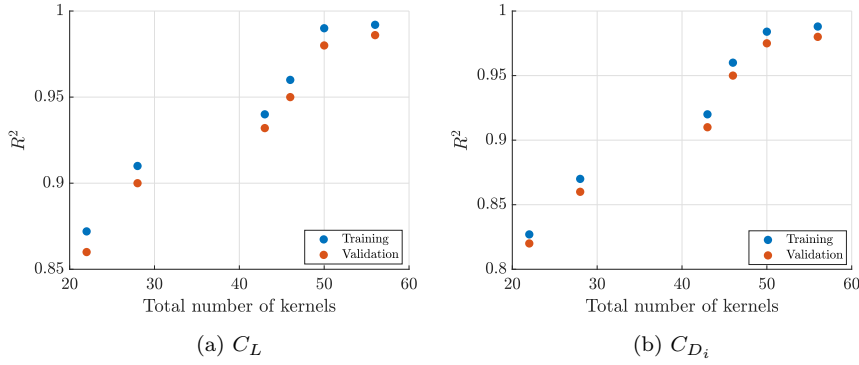 1
0.95
0.9
0.85
R²
20 30 40 50 60
Total number of kernels
Training
Validation
(a) C_L
1
0.95
0.9
0.85
0.8
R²
20 30 40 50 60
Total number of kernels
Training
Validation
(b) C_{D_i}